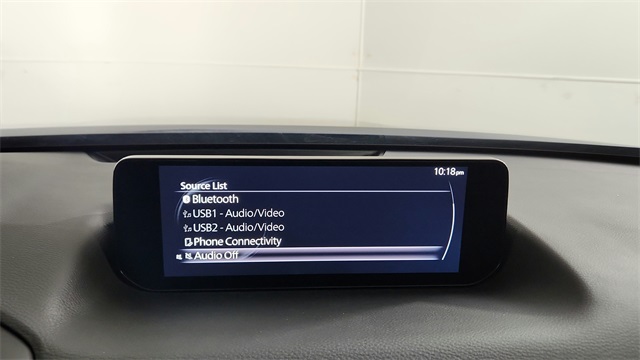 10:18pm
Source List
Bluetooth
USB1 - Audio/Video
USB2 - Audio/Video
Phone Connectivity
Audio Off